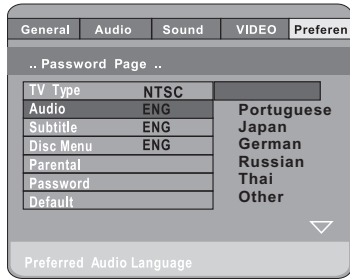 General Audio Sound VIDEO Preferen
.. Password Page ..
TV Type NTSC
Audio ENG Portuguese
Subtitle ENG Japan
Disc Menu ENG German
Parental Russian
Password Thai
Default Other
Preferred Audio Language